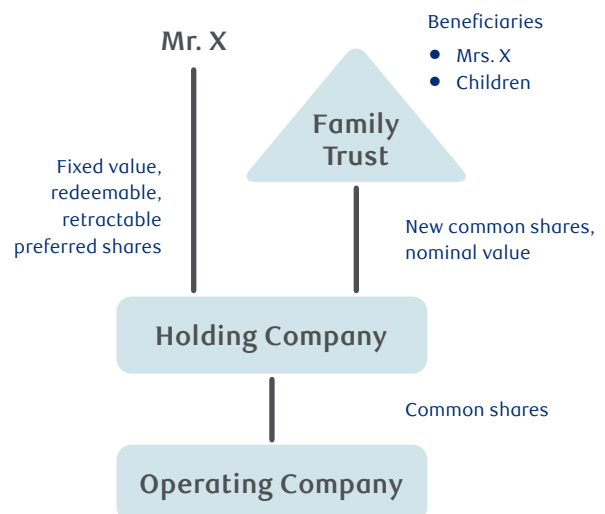 Mr. X
Beneficiaries
• Mrs. X
• Children
Family
Trust
Fixed value,
redeemable,
retractable
preferred shares
New common shares,
nominal value
Holding Company
Common shares
Operating Company